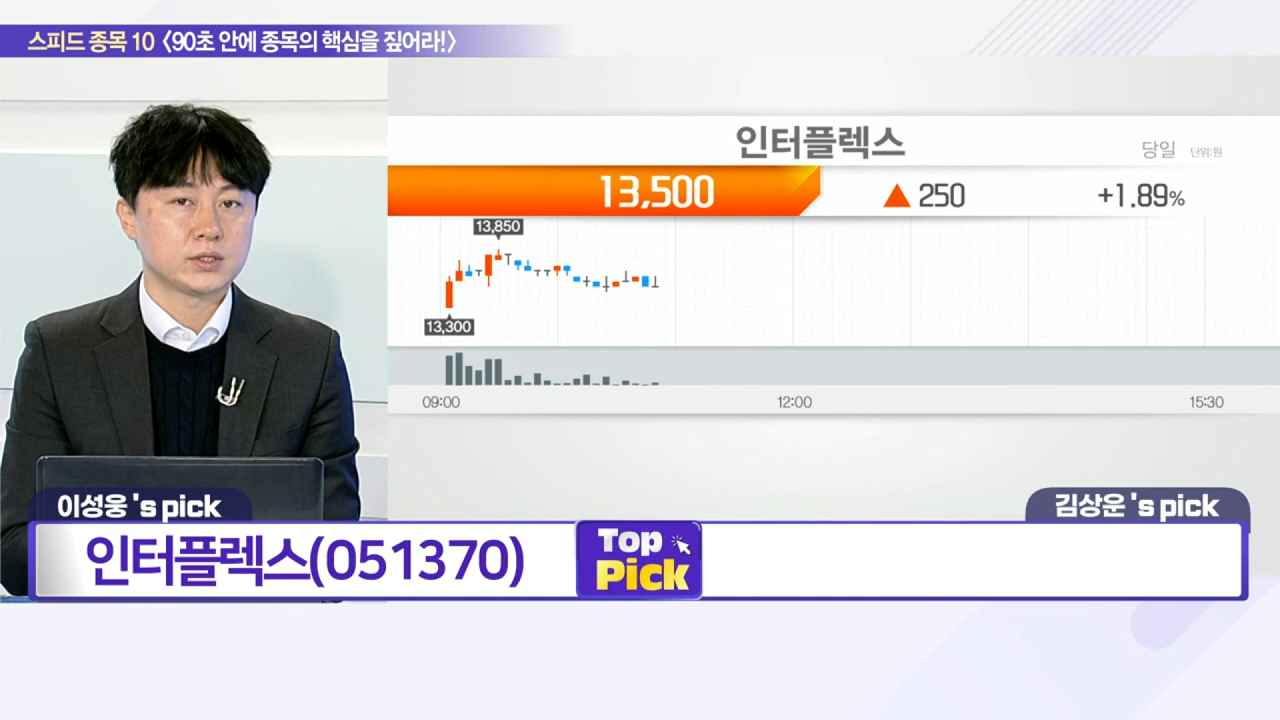 스피드 종목 10 〈90초 안에 종목의 핵심을 짚어라!〉
인터플렉스
당일 단위:원
13,500 ▲ 250 +1.89%
13,850
13,300
09:00 12:00 15:30
이성웅 's pick
김상운 's pick
인터플렉스(051370)
Top
Pick